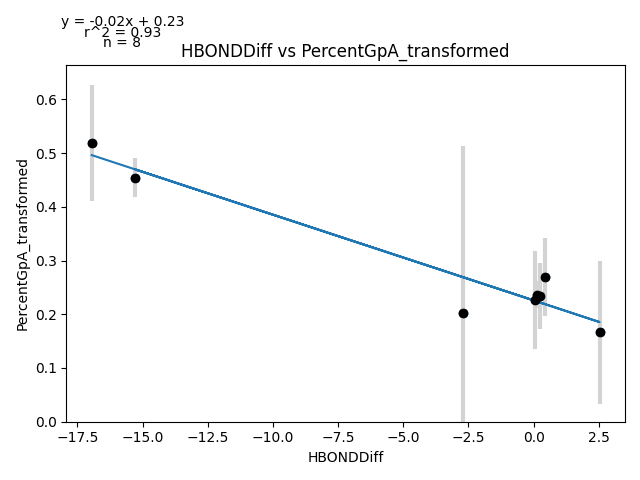 y = -0.02x + 0.23
r^2 = 0.93
n = 8
HBONDDiff vs PercentGpA_transformed
PercentGpA_transformed
0.6
0.5
0.4
0.3
0.2
0.1
0.0
−17.5 −15.0 −12.5 −10.0 −7.5 −5.0 −2.5 0.0 2.5
HBONDDiff